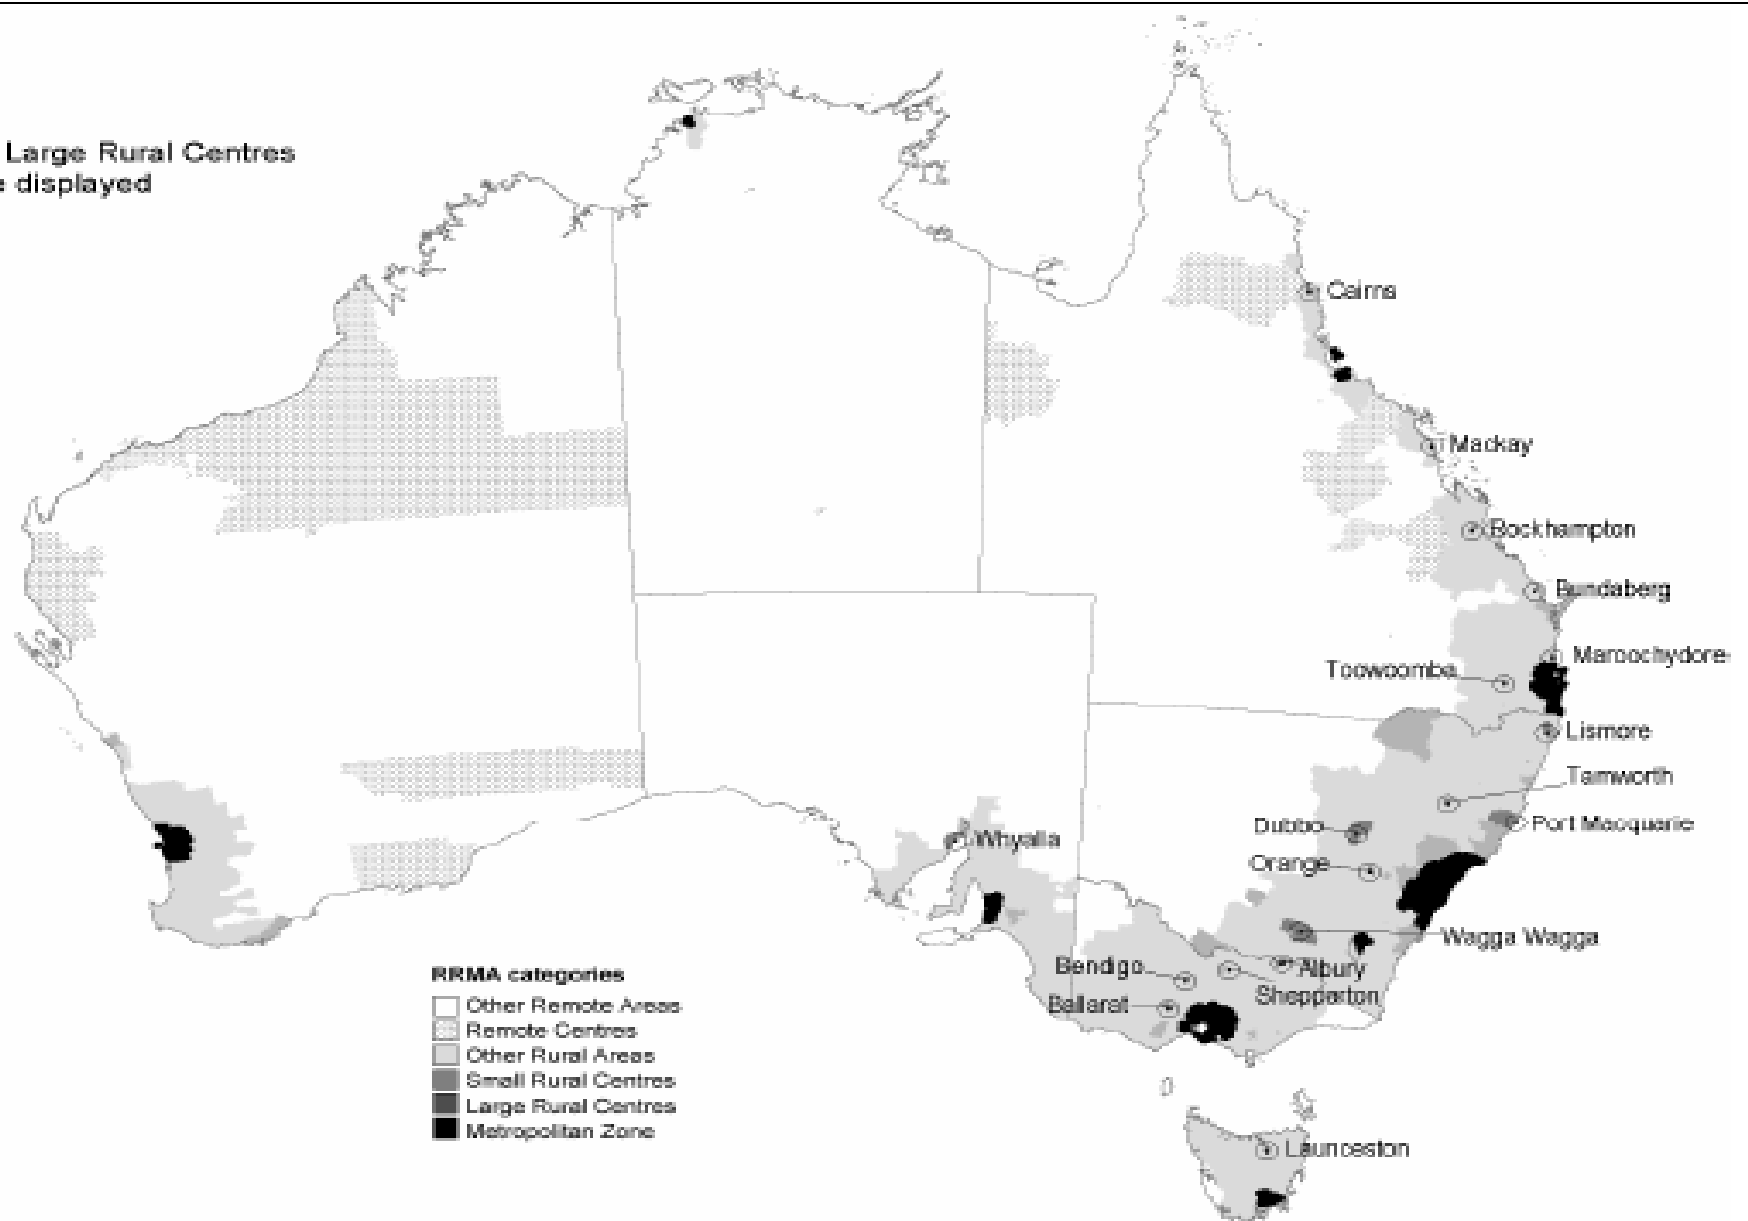 Large Rural Centres
e displayed
Cairns
Mackay
Rockhampton
Bundaberg
Maroochydore
Toowoomba
Lismore
Tamworth
Dubbo
Port Macquarie
Whyalla
Orange
Wagga Wagga
Bendigo
Albury
Shepparton
Ballarat
RRMA categories
Other Remote Areas
Remote Centres
Other Rural Areas
Small Rural Centres
Large Rural Centres
Metropolitan Zone
Launceston